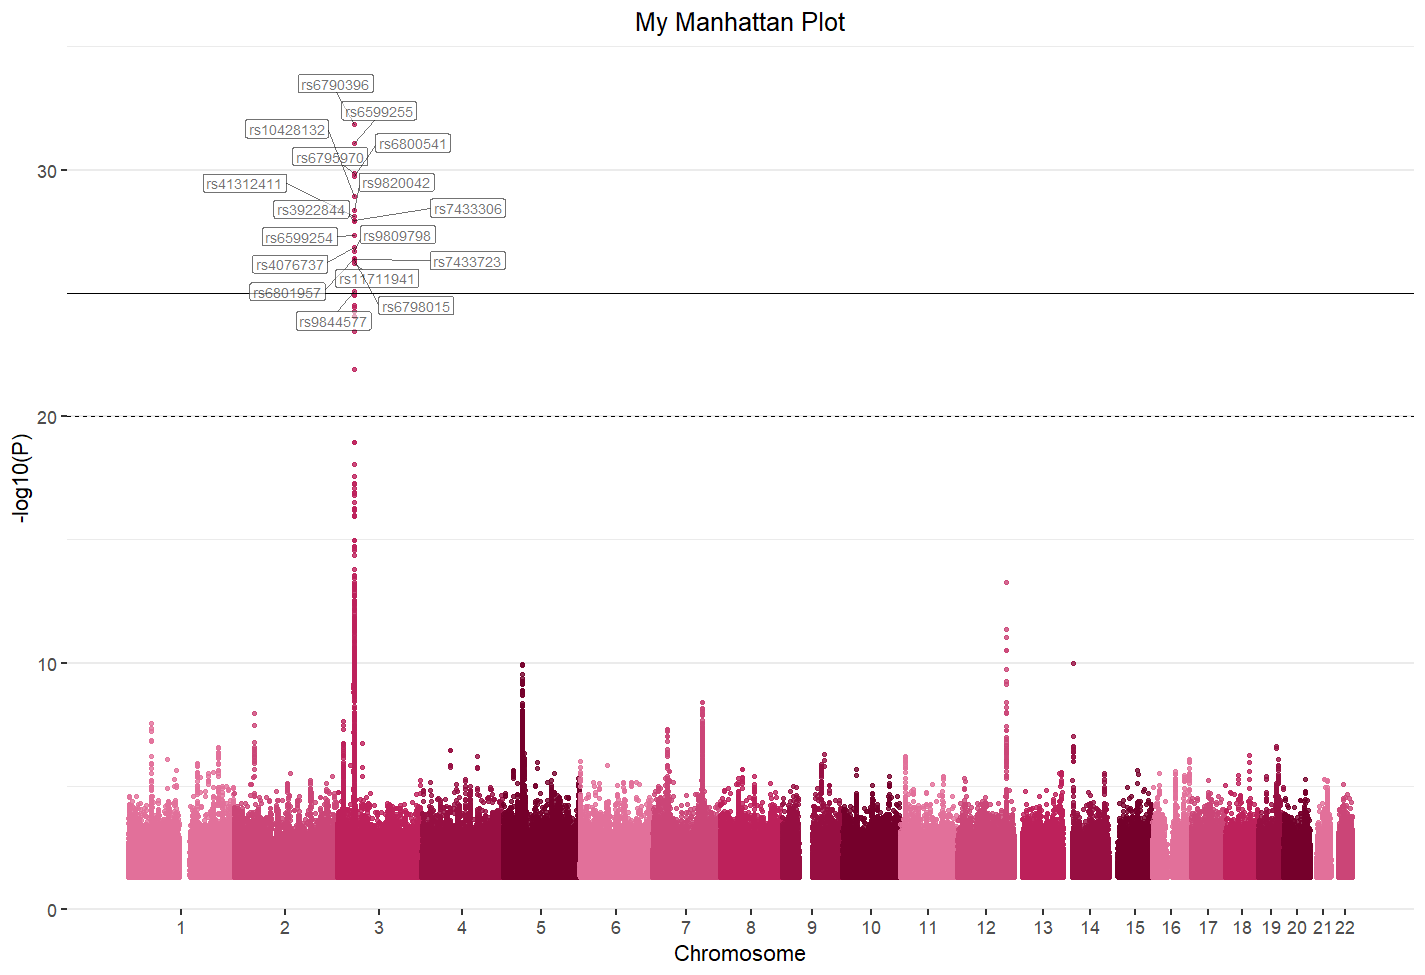 My Manhattan Plot
rs6790396
rs6599255
rs10428132
rs6800541
rs6795970
rs9820042
rs41312411
rs3922844
rs7433306
rs9809798
rs6599254
rs7433723
rs4076737
rs11711941
rs6801957
rs6798015
rs9844577
30
20
10
0
-log10(P)
1 2 3 4 5 6 7 8 9 10 11 12 13 14 15 16 17 18 19 20 21 22
Chromosome